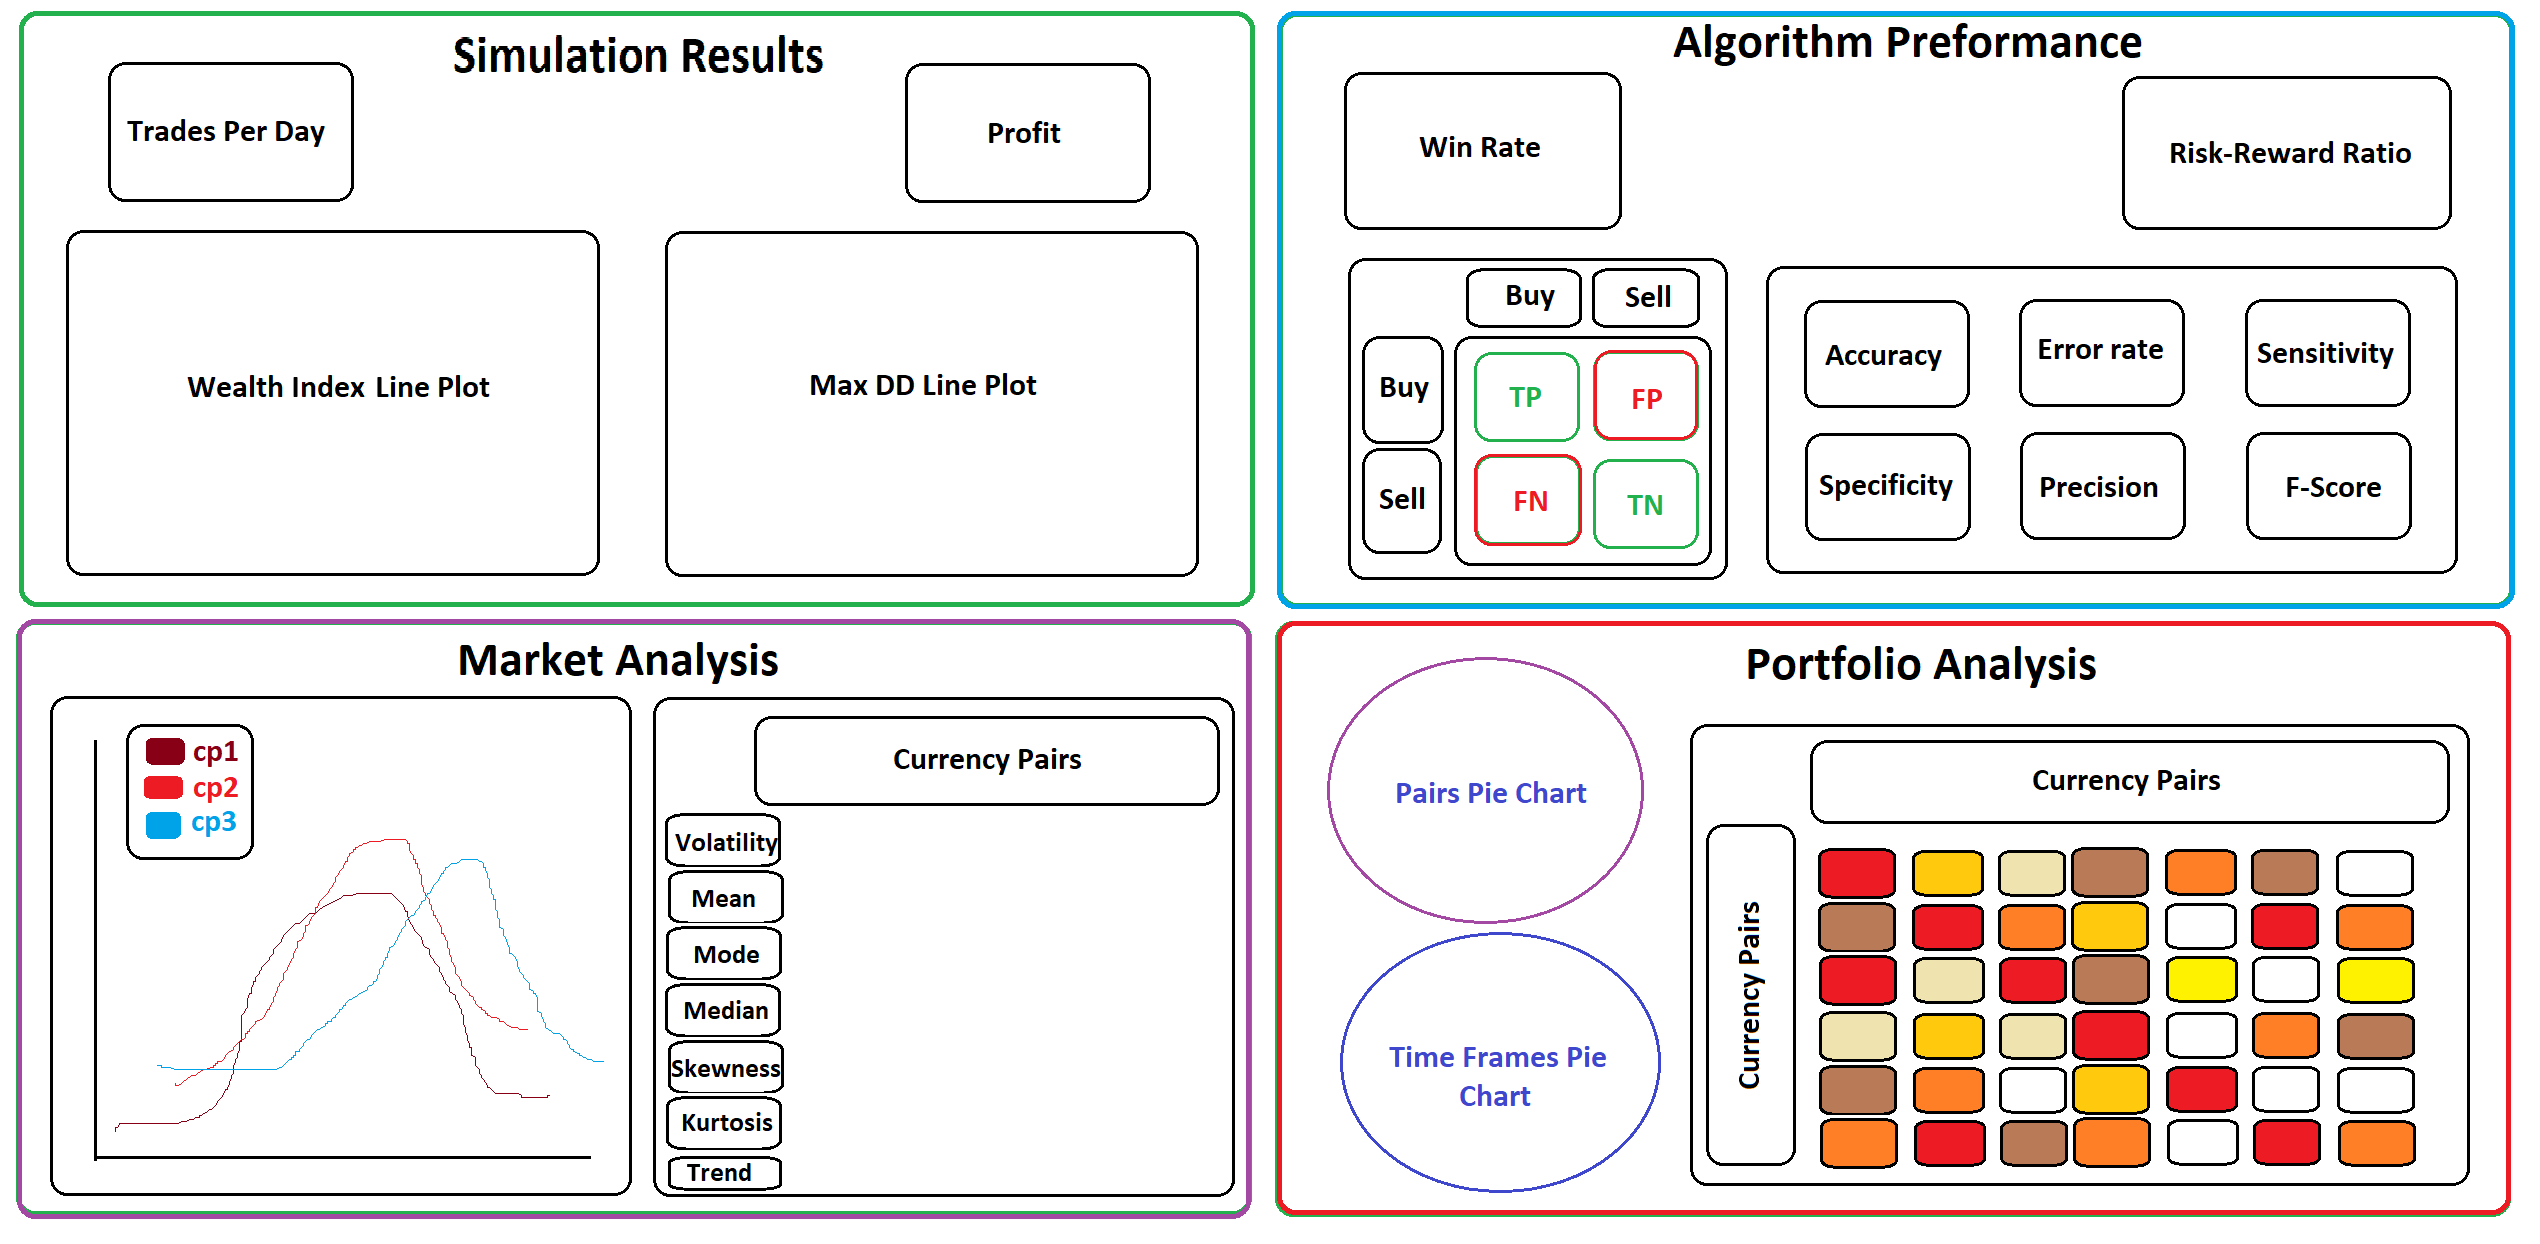 Simulation Results
Trades Per Day
Profit
Wealth Index Line Plot
Max DD Line Plot
Algorithm Preformance
Win Rate
Risk-Reward Ratio
Buy Sell
Buy TP FP
Sell FN TN
Accuracy Error rate Sensitivity
Specificity Precision F-Score
Market Analysis
cp1
cp2
cp3
Currency Pairs
Volatility
Mean
Mode
Median
Skewness
Kurtosis
Trend
Portfolio Analysis
Pairs Pie Chart
Time Frames Pie
Chart
Currency Pairs
Currency Pairs